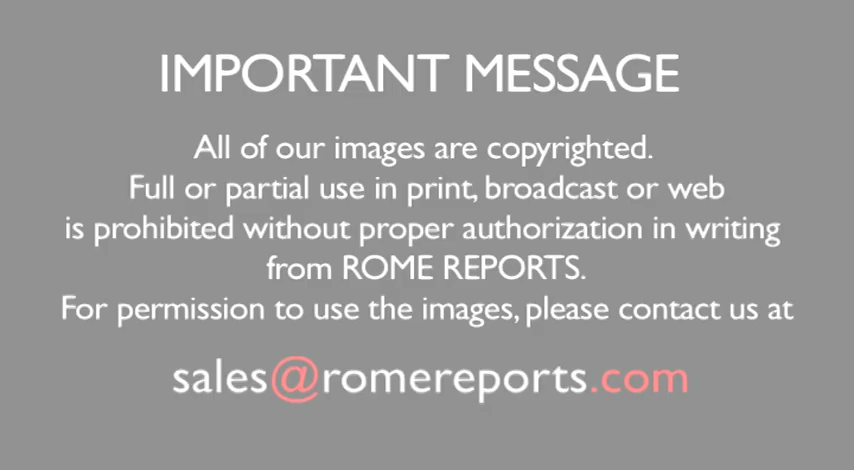 IMPORTANT MESSAGE
All of our images are copyrighted.
Full or partial use in print, broadcast or web
is prohibited without proper authorization in writing
from ROME REPORTS.
For permission to use the images, please contact us at
sales@romereports.com